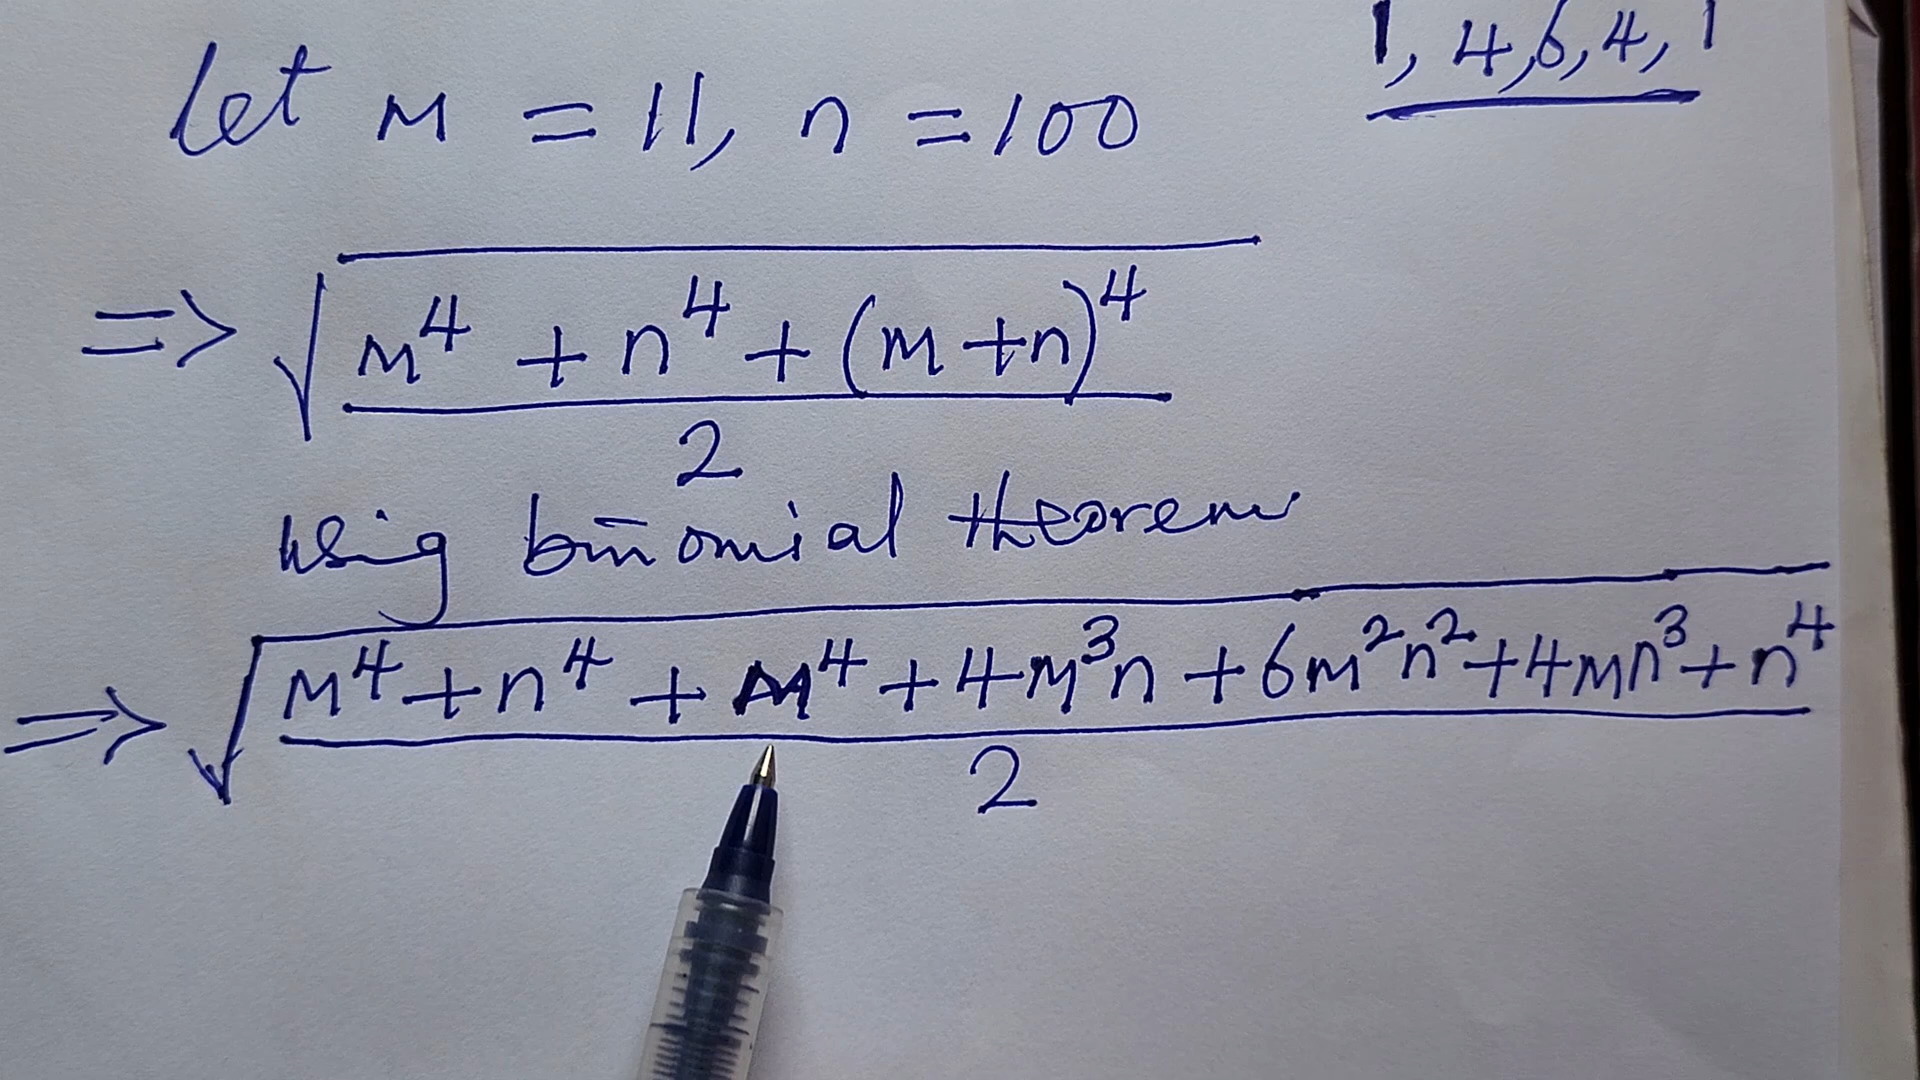 1, 4, 6, 4, 1
Let m = 11, n = 100
=> √((m⁴ + n⁴ + (m+n)⁴)/2)
using binomial theorem
=> √((m⁴ + n⁴ + m⁴ + 4m³n + 6m²n² + 4mn³ + n⁴)/2)